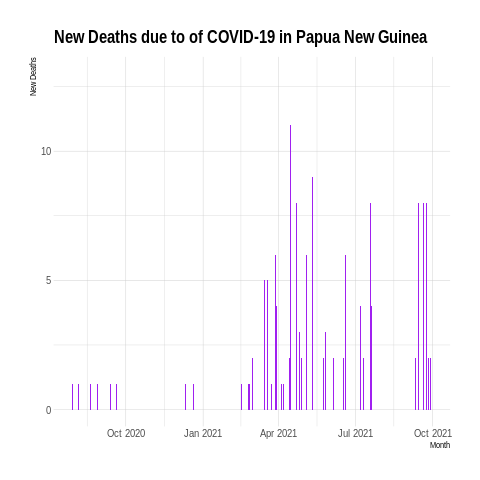 New Deaths due to of COVID-19 in Papua New Guinea
New Deaths
10
5
0
Oct 2020 Jan 2021 Apr 2021 Jul 2021 Oct 2021
Month